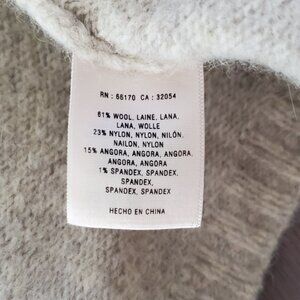 RN : 66170 CA : 32054
61% WOOL, LAINE, LANA,
LANA, WOLLE
23% NYLON, NYLON, NILÓN,
NAILON, NYLON
15% ANGORA, ANGORA, ANGORA,
ANGORA, ANGORA
1% SPANDEX, SPANDEX,
SPANDEX,
SPANDEX, SPANDEX
HECHO EN CHINA